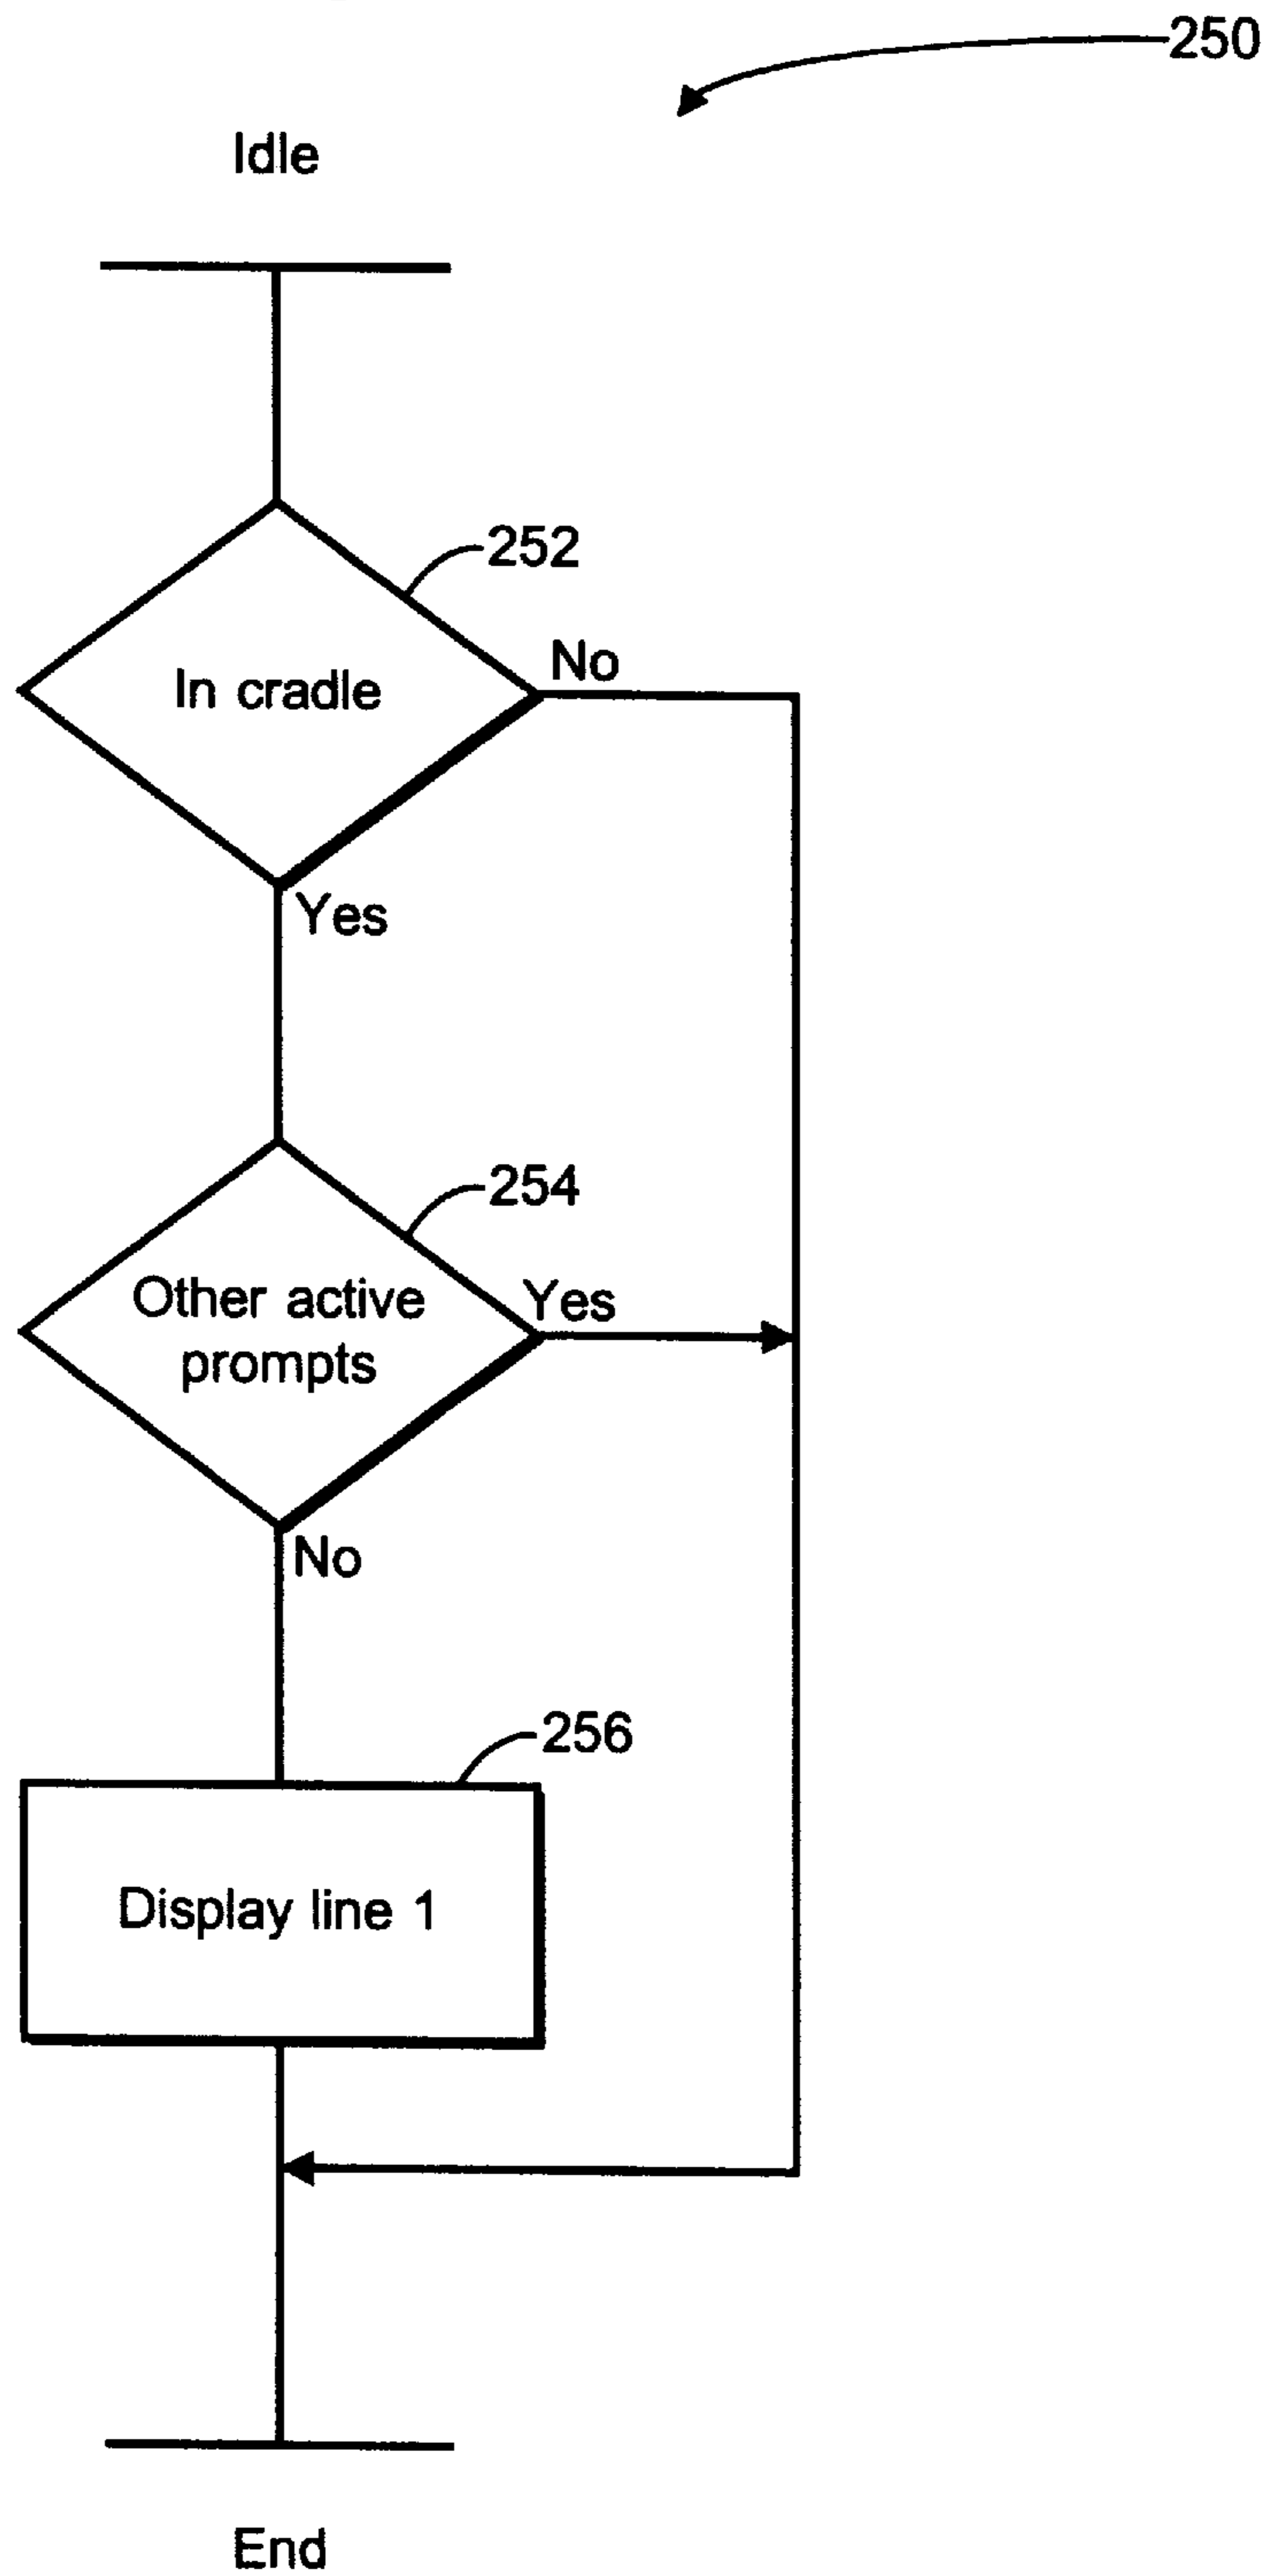 250
Idle
252
No
In cradle
Yes
254
Other active
Yes
prompts
No
256
Display line 1
End